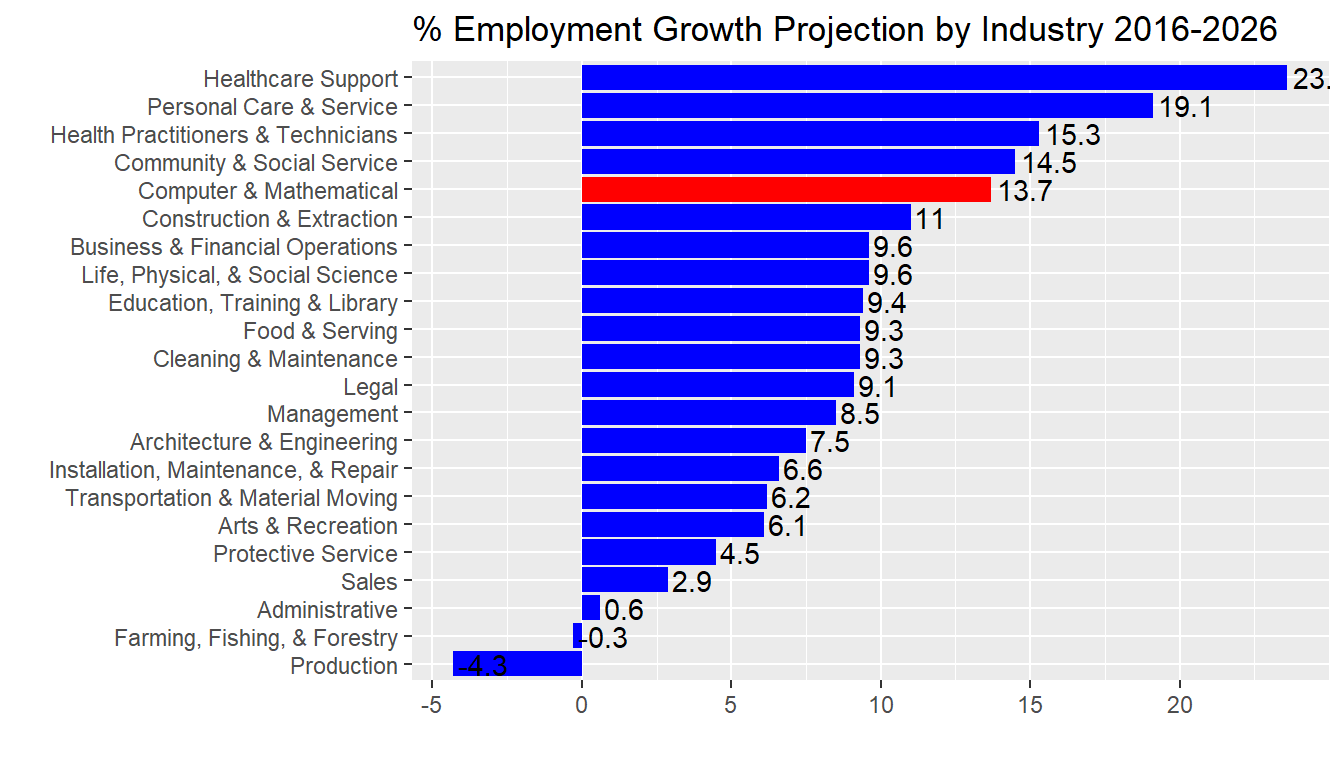 % Employment Growth Projection by Industry 2016-2026
Healthcare Support 23.
Personal Care & Service 19.1
Health Practitioners & Technicians 15.3
Community & Social Service 14.5
Computer & Mathematical 13.7
Construction & Extraction 11
Business & Financial Operations 9.6
Life, Physical, & Social Science 9.6
Education, Training & Library 9.4
Food & Serving 9.3
Cleaning & Maintenance 9.3
Legal 9.1
Management 8.5
Architecture & Engineering 7.5
Installation, Maintenance, & Repair 6.6
Transportation & Material Moving 6.2
Arts & Recreation 6.1
Protective Service 4.5
Sales 2.9
Administrative 0.6
Farming, Fishing, & Forestry -0.3
Production -4.3
-5 0 5 10 15 20